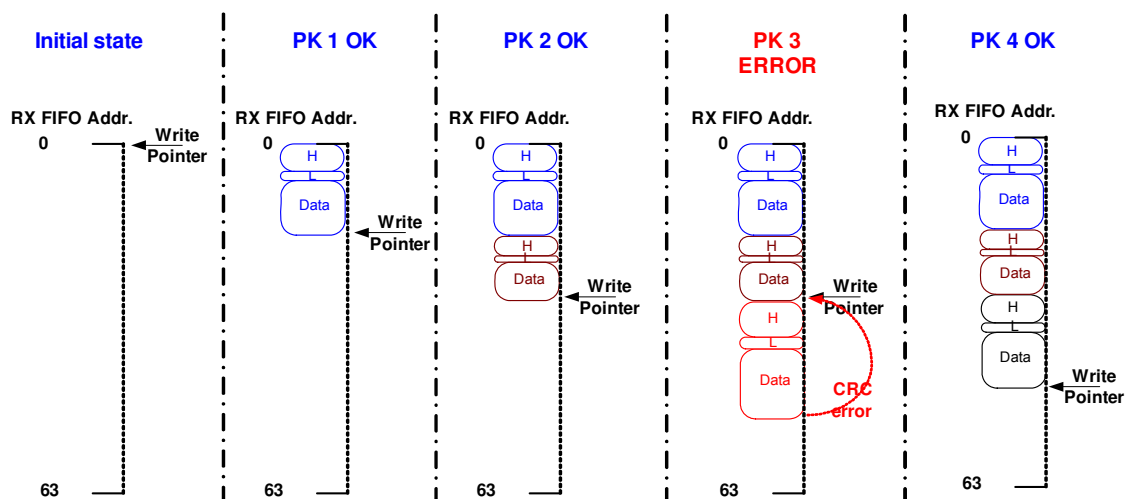 Initial state
RX FIFO Addr.
0
Write
Pointer
63
PK 1 OK
RX FIFO Addr.
0
H
L
Data
Write
Pointer
63
PK 2 OK
RX FIFO Addr.
0
H
L
Data
H
L
Data
Write
Pointer
63
PK 3
ERROR
RX FIFO Addr.
0
H
L
Data
H
L
Data
Write
Pointer
H
L
Data
CRC
error
63
PK 4 OK
RX FIFO Addr.
0
H
L
Data
H
L
Data
H
L
Data
Write
Pointer
63